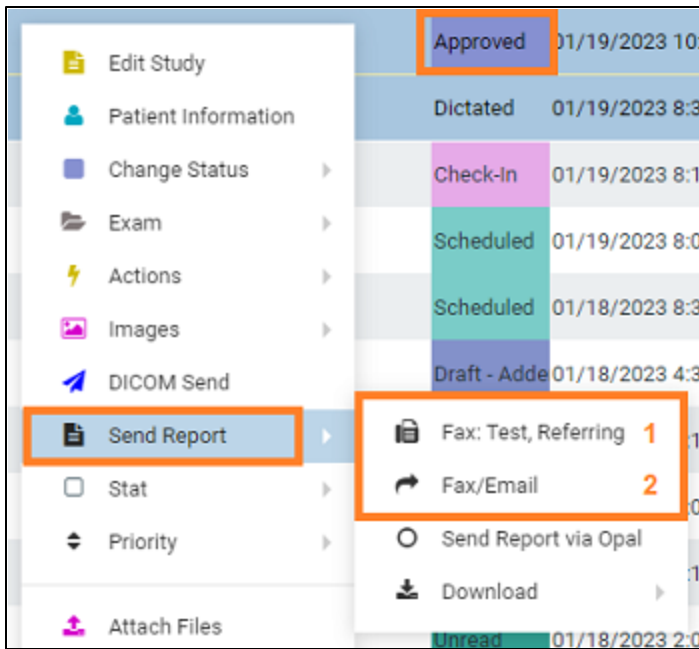 Approved 01/19/2023 10:
Edit Study
Patient Information
Dictated 01/19/2023 8:3
Change Status
Check-In 01/19/2023 8:1
Exam
Scheduled 01/19/2023 8:0
Actions
Scheduled 01/18/2023 8:3
Images
DICOM Send
Draft - Adde 01/18/2023 4:3
Send Report
Fax: Test, Referring 1
:1
Stat
Fax/Email 2
:0
Priority
Send Report via Opal
:1
Download
Attach Files
Unread 01/18/2023 2:0